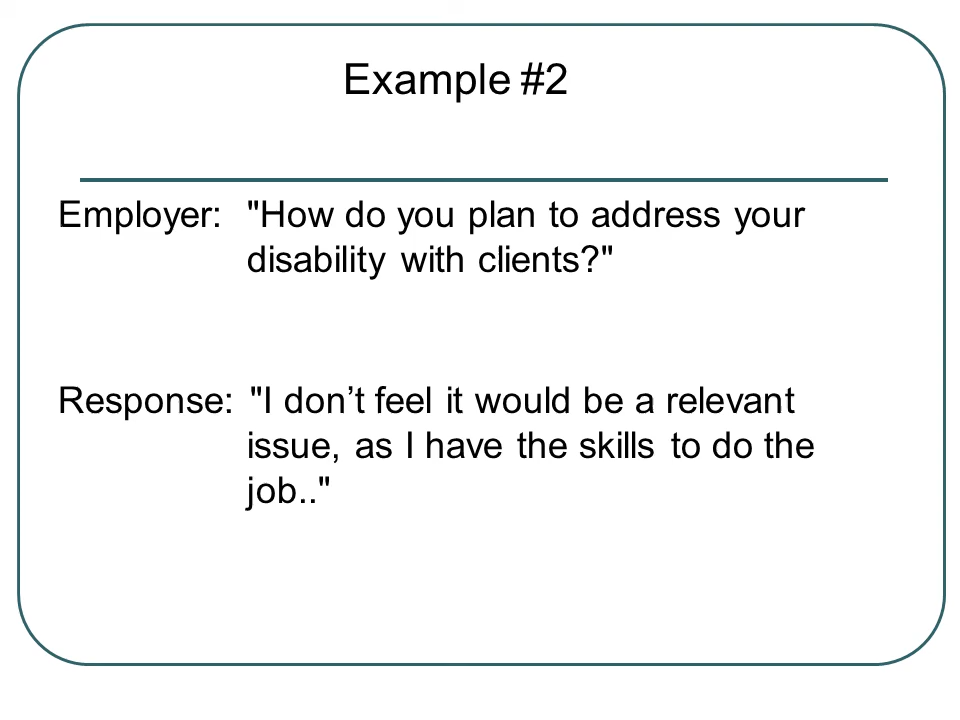 Example #2
Employer: "How do you plan to address your
disability with clients?"
Response: "I don’t feel it would be a relevant
issue, as I have the skills to do the
job.."